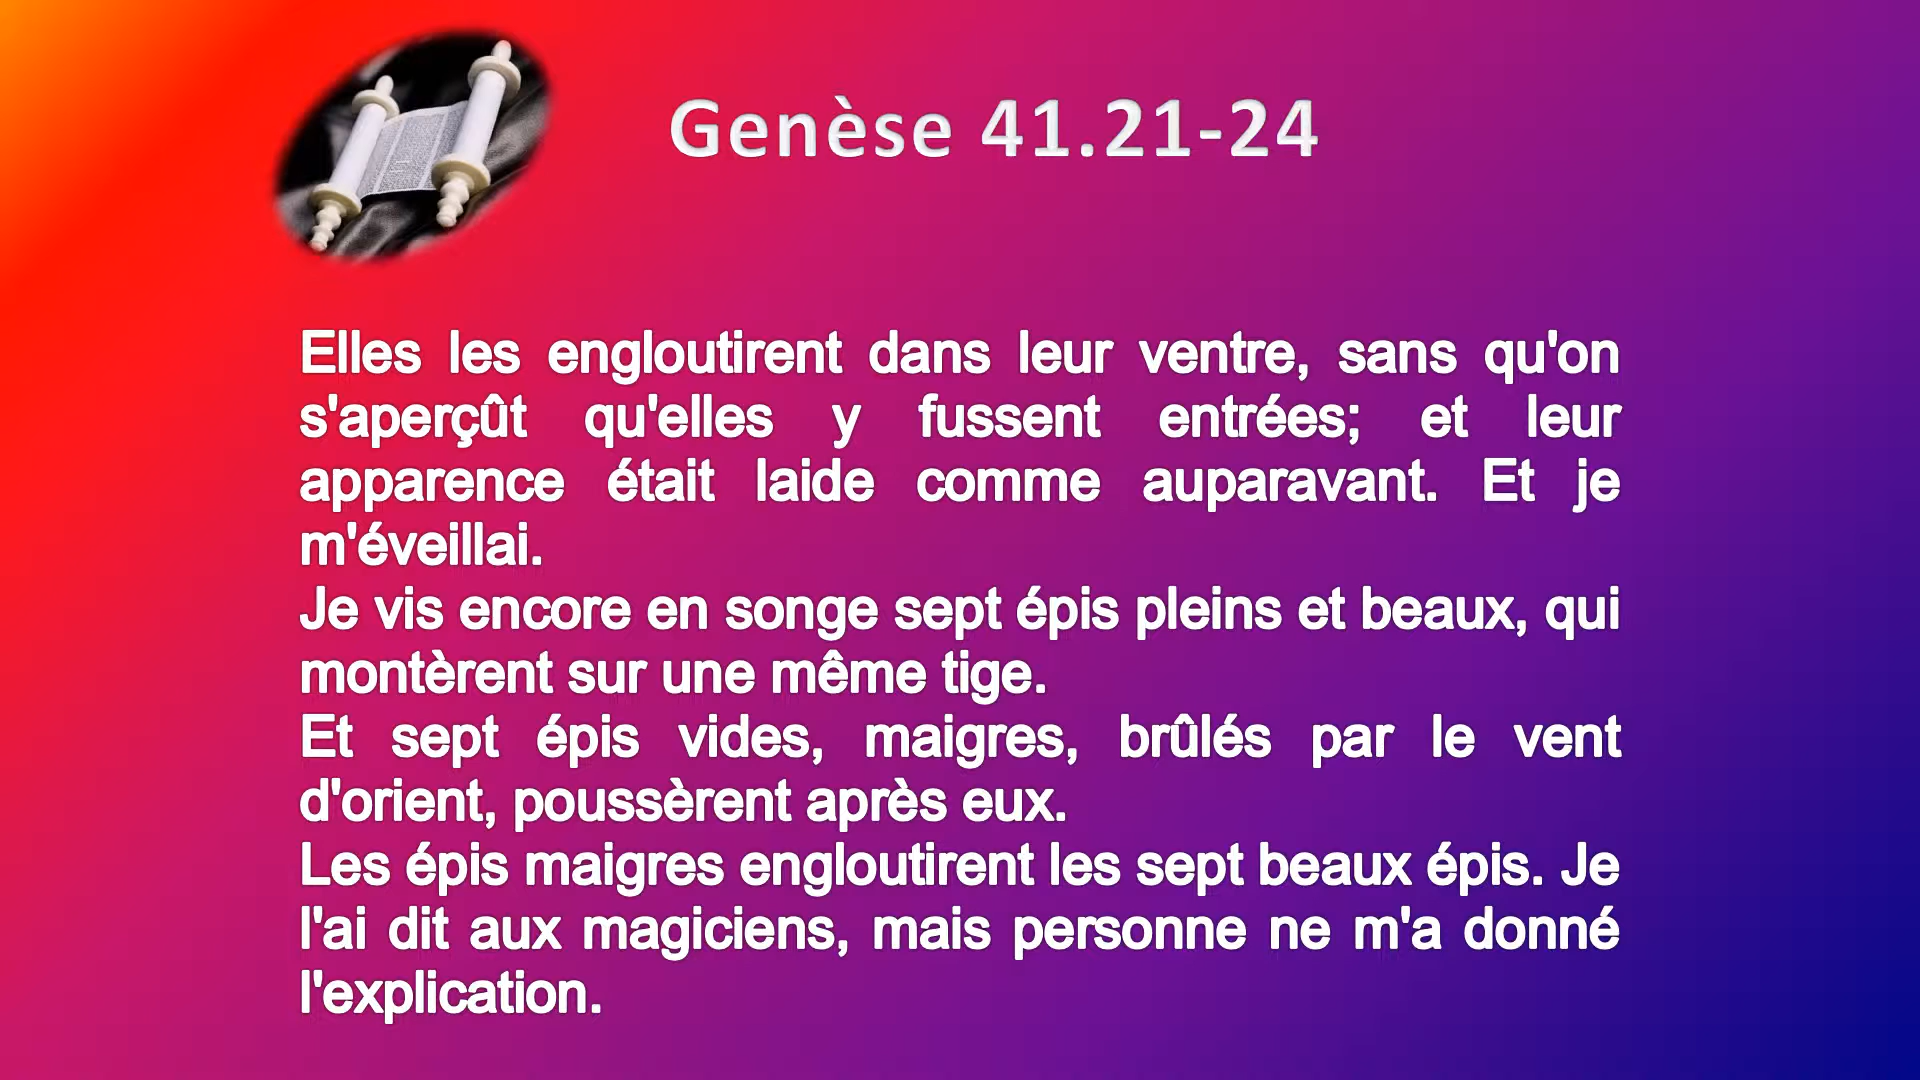 Genèse 41.21-24
Elles les engloutirent dans leur ventre, sans qu'on
s'aperçût qu'elles y fussent entrées; et leur
apparence était laide comme auparavant. Et je
m'éveillai.
Je vis encore en songe sept épis pleins et beaux, qui
montèrent sur une même tige.
Et sept épis vides, maigres, brûlés par le vent
d'orient, poussèrent après eux.
Les épis maigres engloutirent les sept beaux épis. Je
l'ai dit aux magiciens, mais personne ne m'a donné
l'explication.